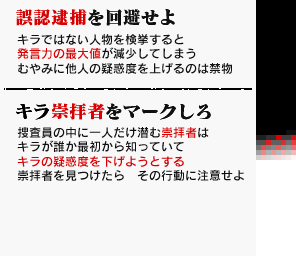 誤認逮捕を回避せよ
キラではない人物を検挙すると
発言力の最大値が減少してしまう
むやみに他人の疑惑度を上げるのは禁物
キラ崇拝者をマークしろ
捜査員の中に一人だけ潜む崇拝者は
キラが誰か最初から知っていて
キラの疑惑度を下げようとする
崇拝者を見つけたら　その行動に注意せよ